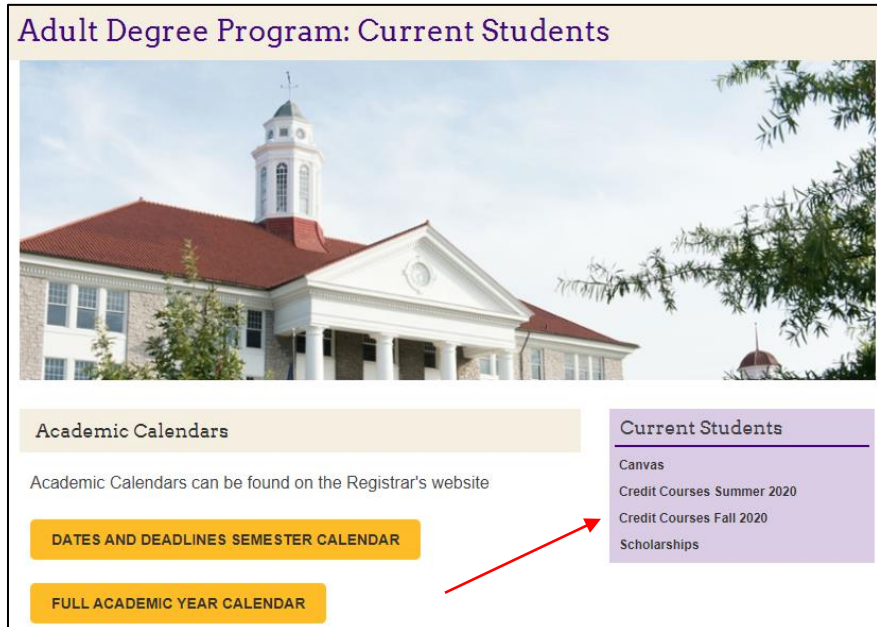 Adult Degree Program: Current Students
Academic Calendars
Academic Calendars can be found on the Registrar's website
DATES AND DEADLINES SEMESTER CALENDAR
FULL ACADEMIC YEAR CALENDAR
Current Students
Canvas
Credit Courses Summer 2020
Credit Courses Fall 2020
Scholarships